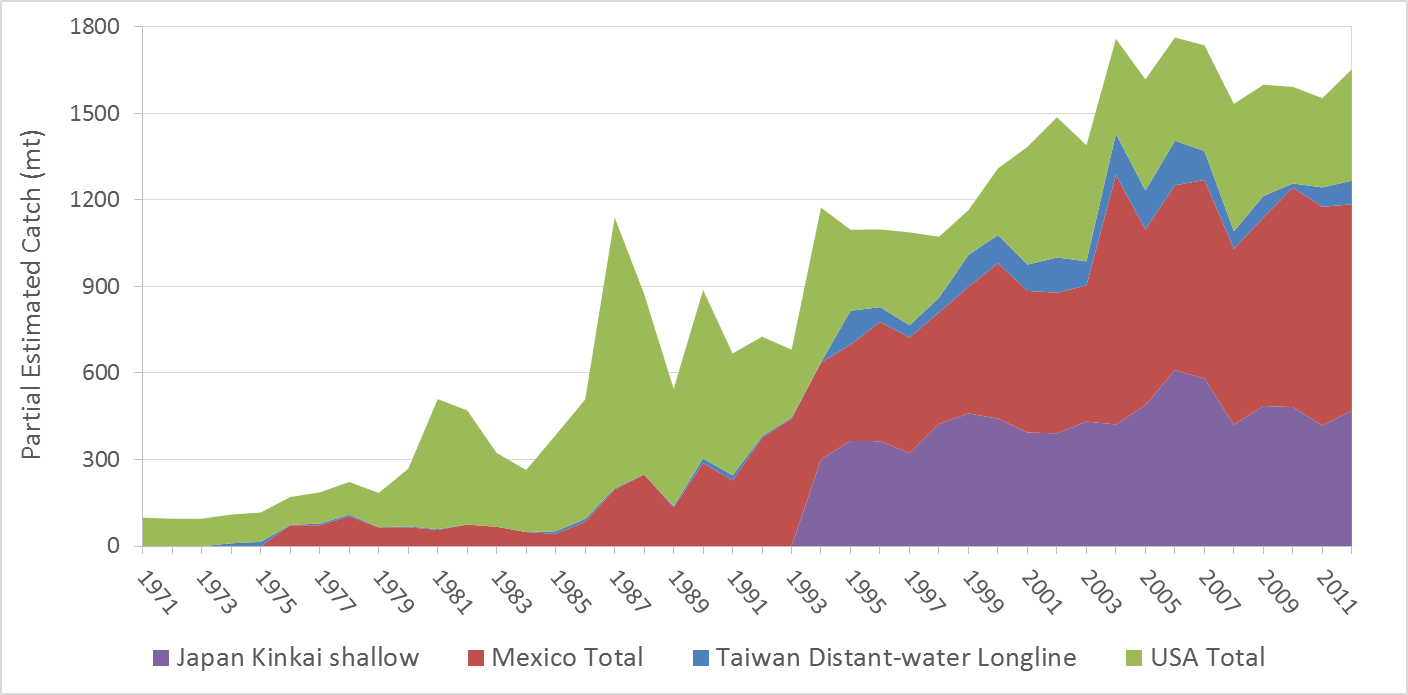 Partial Estimated Catch (mt)
1800
1500
1200
900
600
300
0
1971 1973 1975 1977 1979 1981 1983 1985 1987 1989 1991 1993 1995 1997 1999 2001 2003 2005 2007 2009 2011
Japan Kinkai shallow Mexico Total Taiwan Distant-water Longline USA Total